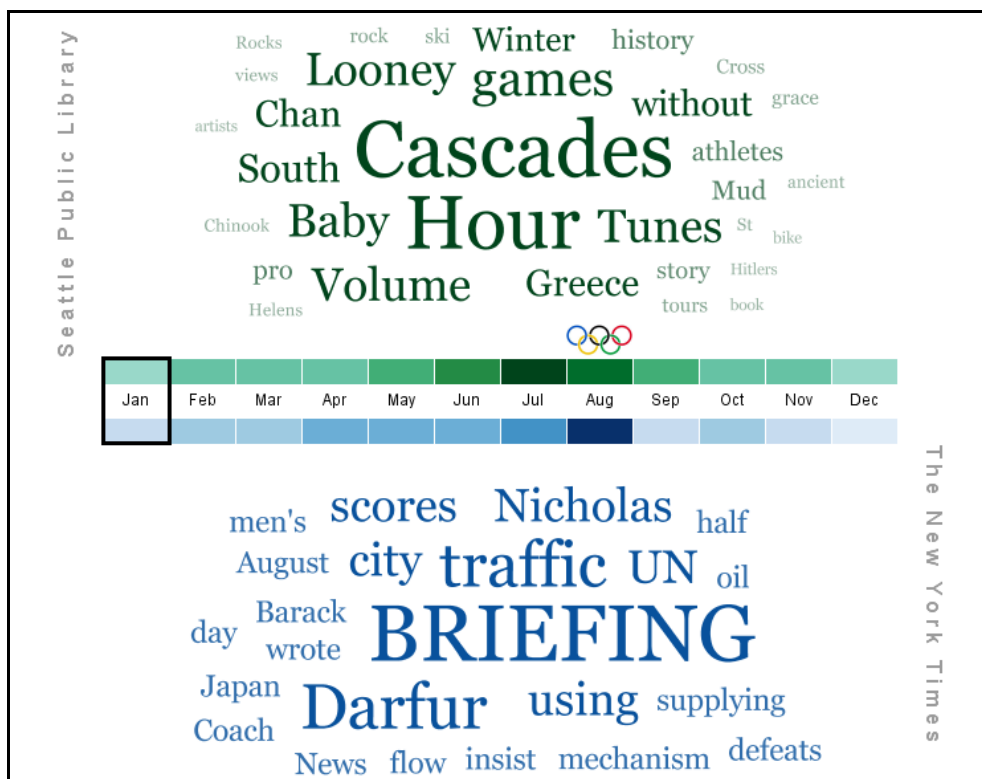 Seattle Public Library
Rocks rock ski Winter history
views Looney games Cross
artists Chan without grace
South Cascades athletes
Mud ancient
Chinook Baby Hour Tunes St bike
pro Volume Greece story Hitlers
Helens tours book
Jan Feb Mar Apr May Jun Jul Aug Sep Oct Nov Dec
The New York Times
men's scores Nicholas half
August city traffic UN oil
day Barack BRIEFING
wrote
Japan Darfur using supplying
Coach
News flow insist mechanism defeats